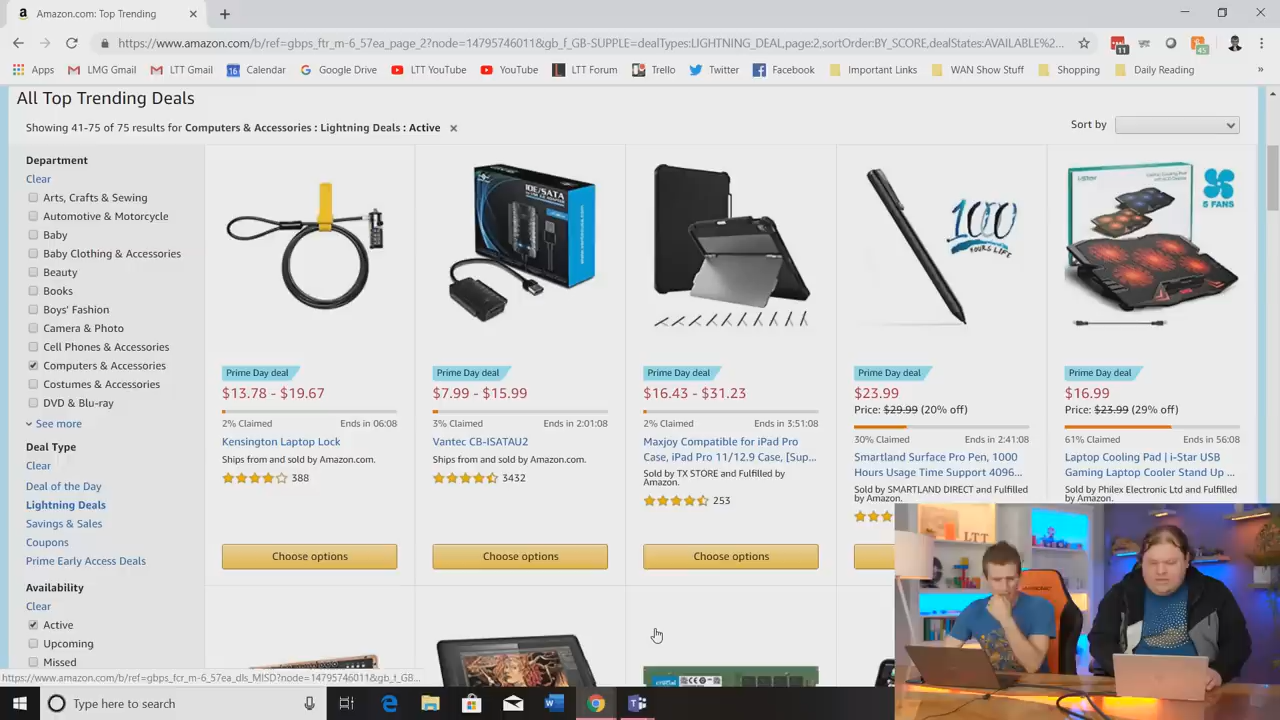 Amazon.com: Top Trending
https://www.amazon.com/b/ref=gbps_ftr_m-6_57ea_page_2?node=14795746011&gb_f_GB-SUPPLE=dealTypes:LIGHTNING_DEAL,page:2,sortOrder:BY_SCORE,dealStates:AVAILABLE%2...
11
45
Apps
LMG Gmail
LTT Gmail
16 Calendar
Google Drive
LTT YouTube
YouTube
LTT Forum
Trello
Twitter
Facebook
Important Links
WAN Show Stuff
Shopping
Daily Reading
»
All Top Trending Deals
Showing 41-75 of 75 results for Computers & Accessories : Lightning Deals : Active
Sort by
Department
Clear
Arts, Crafts & Sewing
Automotive & Motorcycle
Baby
Baby Clothing & Accessories
Beauty
Books
Boys' Fashion
Camera & Photo
Cell Phones & Accessories
Computers & Accessories
Costumes & Accessories
DVD & Blu-ray
See more
Deal Type
Clear
Deal of the Day
Lightning Deals
Savings & Sales
Coupons
Prime Early Access Deals
Availability
Clear
Active
Upcoming
Missed
Prime Day deal
$13.78 - $19.67
2% Claimed
Ends in 06:08
Kensington Laptop Lock
Ships from and sold by Amazon.com.
388
Choose options
IDE/SATA
Prime Day deal
$7.99 - $15.99
3% Claimed
Ends in 2:01:08
Vantec CB-ISATAU2
Ships from and sold by Amazon.com.
3432
Choose options
Prime Day deal
$16.43 - $31.23
2% Claimed
Ends in 3:51:08
Maxjoy Compatible for iPad Pro
Case, iPad Pro 11/12.9 Case, [Sup...
Sold by TX STORE and Fulfilled by
Amazon.
253
Choose options
100
HOURS LIFE
Prime Day deal
$23.99
Price: $29.99 (20% off)
30% Claimed
Ends in 2:41:08
Smartland Surface Pro Pen, 1000
Hours Usage Time Support 4096...
Sold by SMARTLAND DIRECT and Fulfilled
by Amazon.
5 FANS
Prime Day deal
$16.99
Price: $23.99 (29% off)
61% Claimed
Ends in 56:08
Laptop Cooling Pad | i-Star USB
Gaming Laptop Cooler Stand Up ...
Sold by Philex Electronic Ltd and Fulfilled
by Amazon.
crucial
LTT
https://www.amazon.com/b/ref=gbps_fcr_m-6_57ea_dls_MISD?node=14795746011&gb_f_GB-SUPPLE...
Type here to search